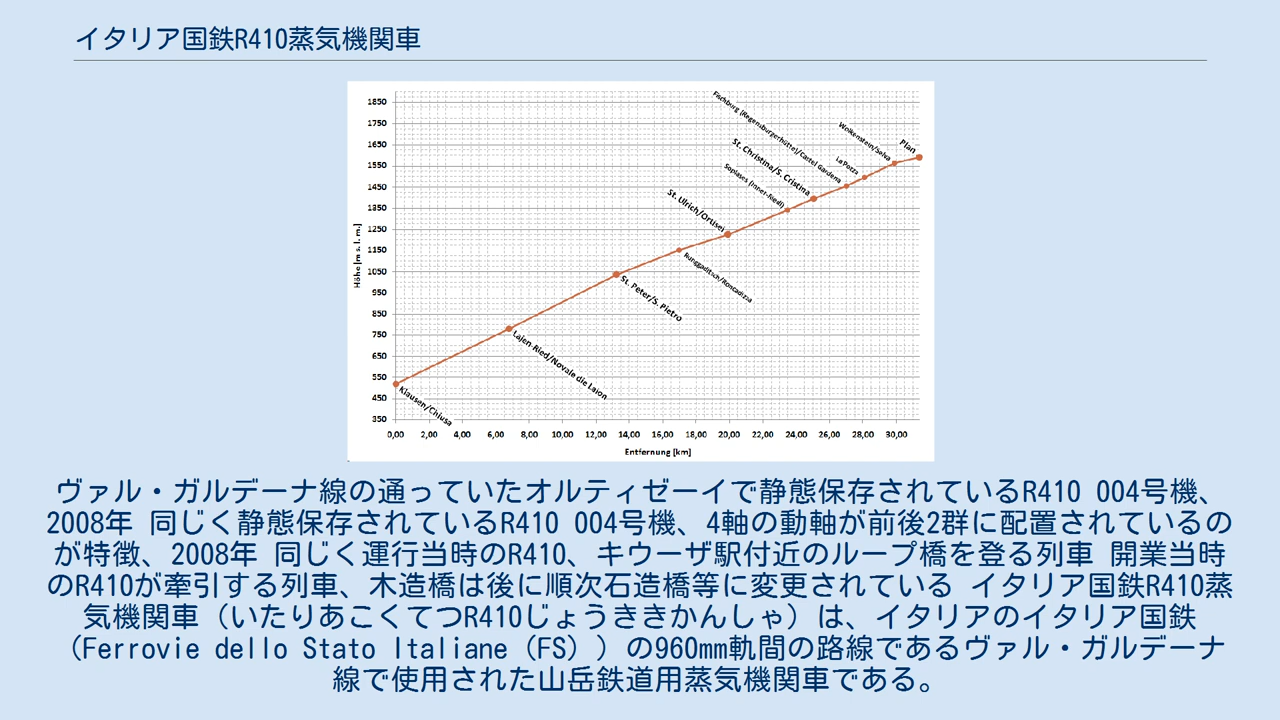 イタリア国鉄R410蒸気機関車
1850
1750
1650
1550
1450
1350
1250
1150
1050
950
850
750
650
550
450
350
Höhe [m s. l. m.]
0,00 2,00 4,00 6,00 8,00 10,00 12,00 14,00 16,00 18,00 20,00 22,00 24,00 26,00 28,00 30,00
Entfernung [km]
Klausen/Chiusa
Lajen-Ried/Novale die Laion
St. Peter/S. Pietro
Runggaditsch/Roncadizza
St. Ulrich/Ortisei
Soplases (Inner-Riedl)
St. Christina/S. Cristina
Fischburg (Regensburgerhütte)/Castel Gardena
La Pozza
Wolkenstein/Selva
Plan
ヴァル・ガルデーナ線の通っていたオルティゼーイで静態保存されているR410 004号機、
2008年 同じく静態保存されているR410 004号機、4軸の動軸が前後2群に配置されているの
が特徴、2008年 同じく運行当時のR410、キウーザ駅付近のループ橋を登る列車 開業当時
のR410が牽引する列車、木造橋は後に順次石造橋等に変更されている イタリア国鉄R410蒸
気機関車（いたりあこくてつR410じょうききかんしゃ）は、イタリアのイタリア国鉄
（Ferrovie dello Stato Italiane（FS））の960mm軌間の路線であるヴァル・ガルデーナ
線で使用された山岳鉄道用蒸気機関車である。